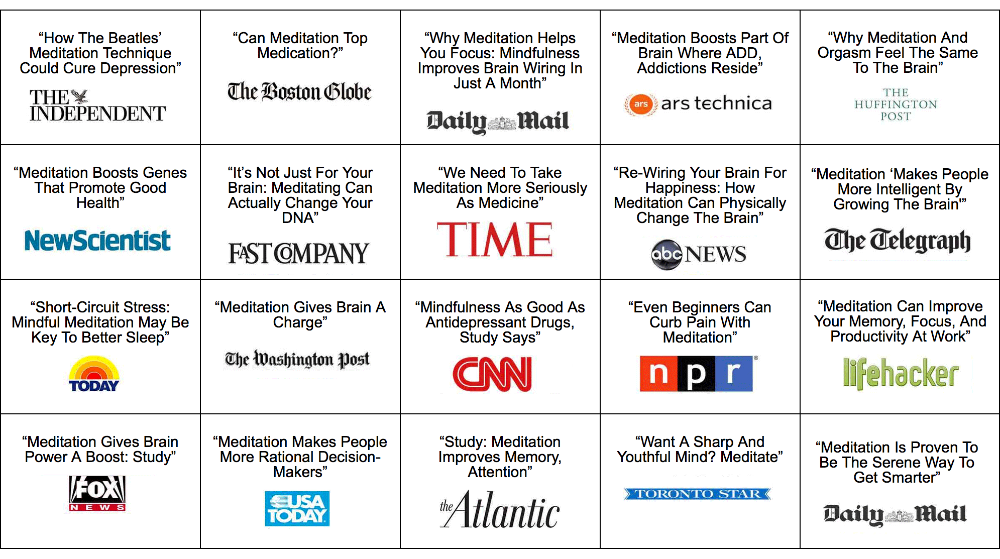 “How The Beatles’
Meditation Technique
Could Cure Depression”
THE
INDEPENDENT
“Can Meditation Top
Medication?”
The Boston Globe
“Why Meditation Helps
You Focus: Mindfulness
Improves Brain Wiring In
Just A Month”
Daily Mail
“Meditation Boosts Part Of
Brain Where ADD,
Addictions Reside”
ars ars technica
“Why Meditation And
Orgasm Feel The Same
To The Brain”
THE
HUFFINGTON
POST
“Meditation Boosts Genes
That Promote Good
Health”
NewScientist
“It’s Not Just For Your
Brain: Meditating Can
Actually Change Your
DNA”
FAST COMPANY
“We Need To Take
Meditation More Seriously
As Medicine”
TIME
“Re-Wiring Your Brain For
Happiness: How
Meditation Can Physically
Change The Brain”
abc NEWS
“Meditation ‘Makes People
More Intelligent By
Growing The Brain'”
The Telegraph
“Short-Circuit Stress:
Mindful Meditation May Be
Key To Better Sleep”
TODAY
“Meditation Gives Brain A
Charge”
The Washington Post
“Mindfulness As Good As
Antidepressant Drugs,
Study Says”
CNN
“Even Beginners Can
Curb Pain With
Meditation”
npr®
“Meditation Can Improve
Your Memory, Focus, And
Productivity At Work”
lifehacker
“Meditation Gives Brain
Power A Boost: Study”
FOX
NEWS
“Meditation Makes People
More Rational Decision-
Makers”
USA
TODAY
“Study: Meditation
Improves Memory,
Attention”
the Atlantic
“Want A Sharp And
Youthful Mind? Meditate”
TORONTO STAR
“Meditation Is Proven To
Be The Serene Way To
Get Smarter”
Daily Mail